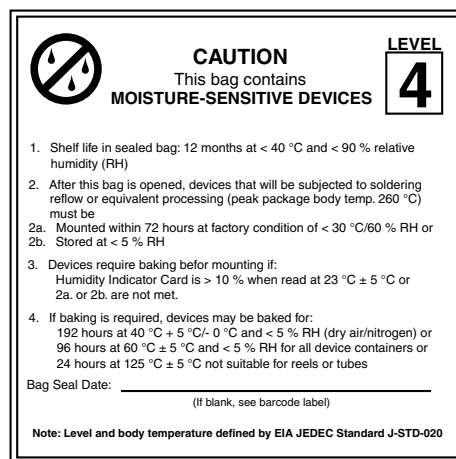 LEVEL
CAUTION
This bag contains
MOISTURE-SENSITIVE DEVICES
4
1. Shelf life in sealed bag: 12 months at < 40 °C and < 90 % relative
humidity (RH)
2. After this bag is opened, devices that will be subjected to soldering
reflow or equivalent processing (peak package body temp. 260 °C)
must be
2a. Mounted within 72 hours at factory condition of < 30 °C/60 % RH or
2b. Stored at < 5 % RH
3. Devices require baking befor mounting if:
Humidity Indicator Card is > 10 % when read at 23 °C ± 5 °C or
2a. or 2b. are not met.
4. If baking is required, devices may be baked for:
192 hours at 40 °C + 5 °C/- 0 °C and < 5 % RH (dry air/nitrogen) or
96 hours at 60 °C ± 5 °C and < 5 % RH for all device containers or
24 hours at 125 °C ± 5 °C not suitable for reels or tubes
Bag Seal Date:
(If blank, see barcode label)
Note: Level and body temperature defined by EIA JEDEC Standard J-STD-020